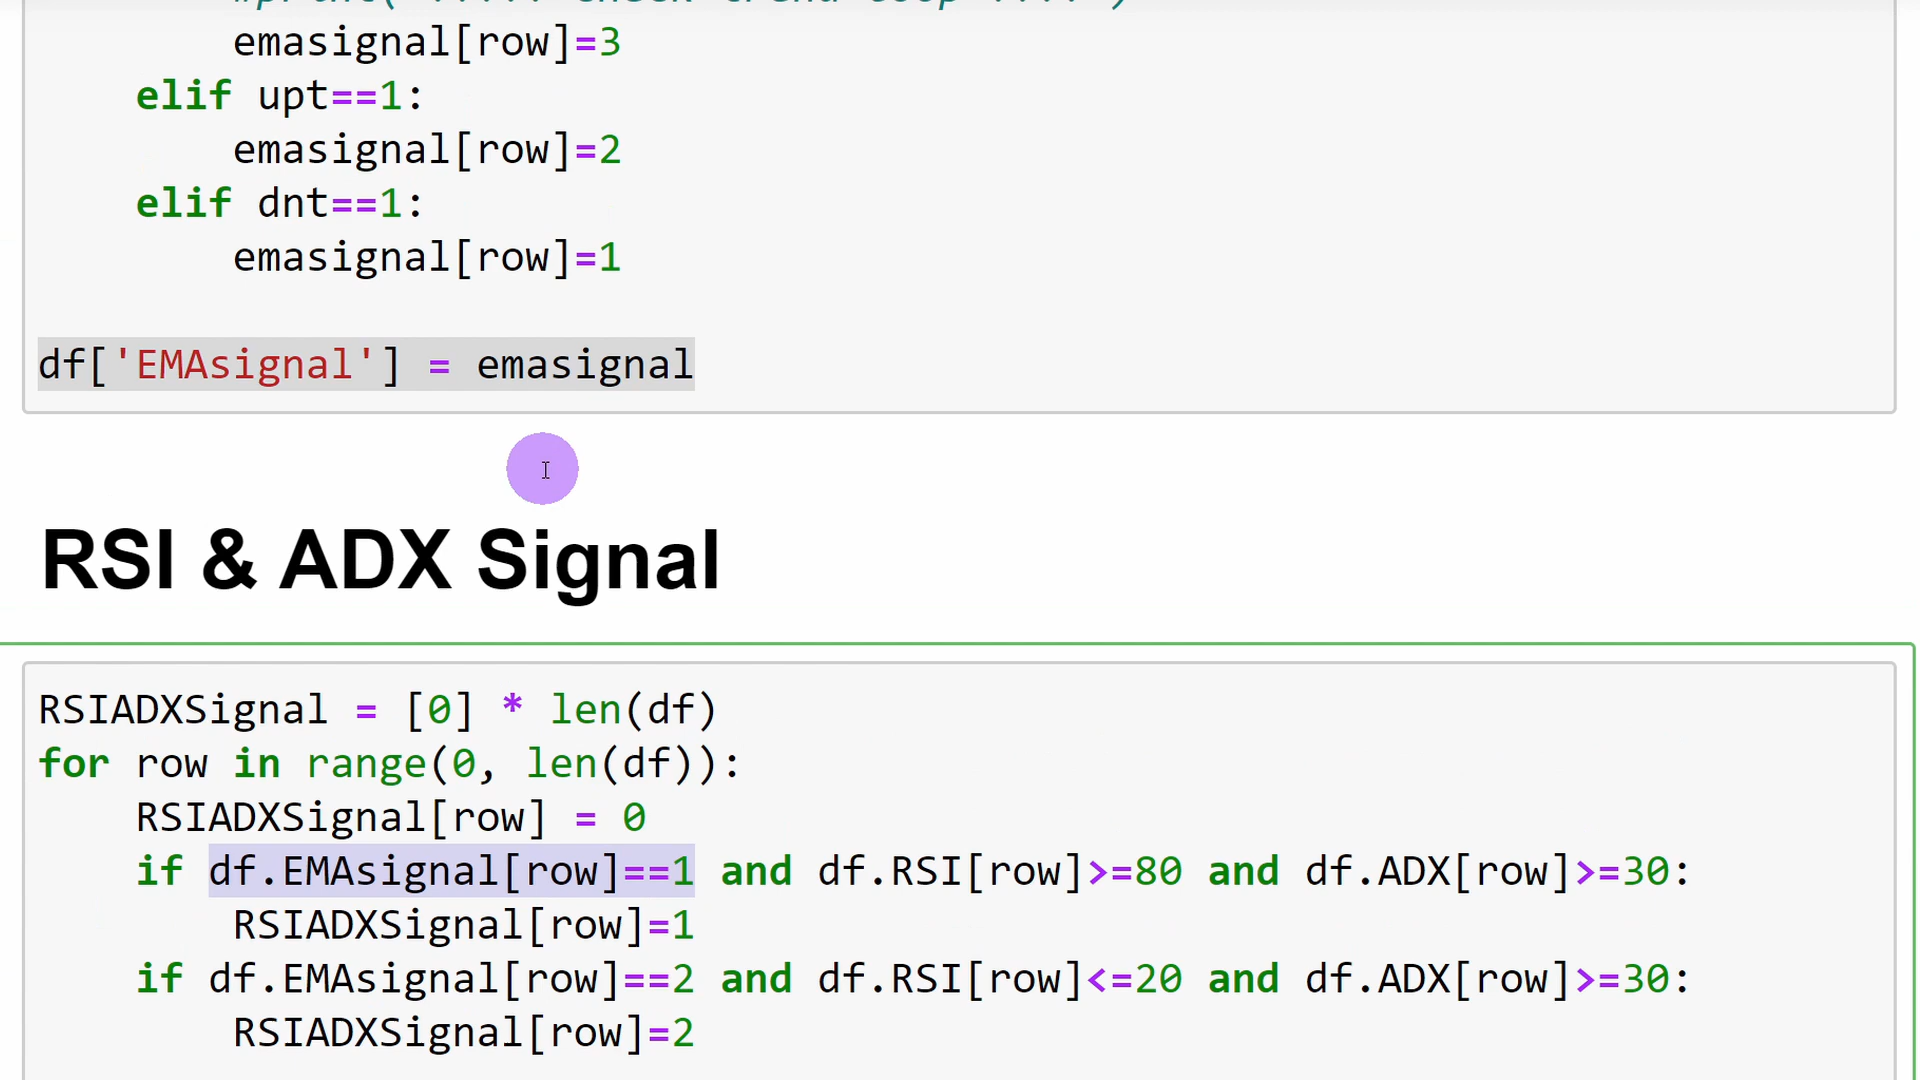 emasignal[row]=3
elif upt==1:
emasignal[row]=2
elif dnt==1:
emasignal[row]=1
df['EMAsignal'] = emasignal
RSI & ADX Signal
RSIADXSignal = [0] * len(df)
for row in range(0, len(df)):
RSIADXSignal[row] = 0
if df.EMAsignal[row]==1 and df.RSI[row]>=80 and df.ADX[row]>=30:
RSIADXSignal[row]=1
if df.EMAsignal[row]==2 and df.RSI[row]<=20 and df.ADX[row]>=30:
RSIADXSignal[row]=2